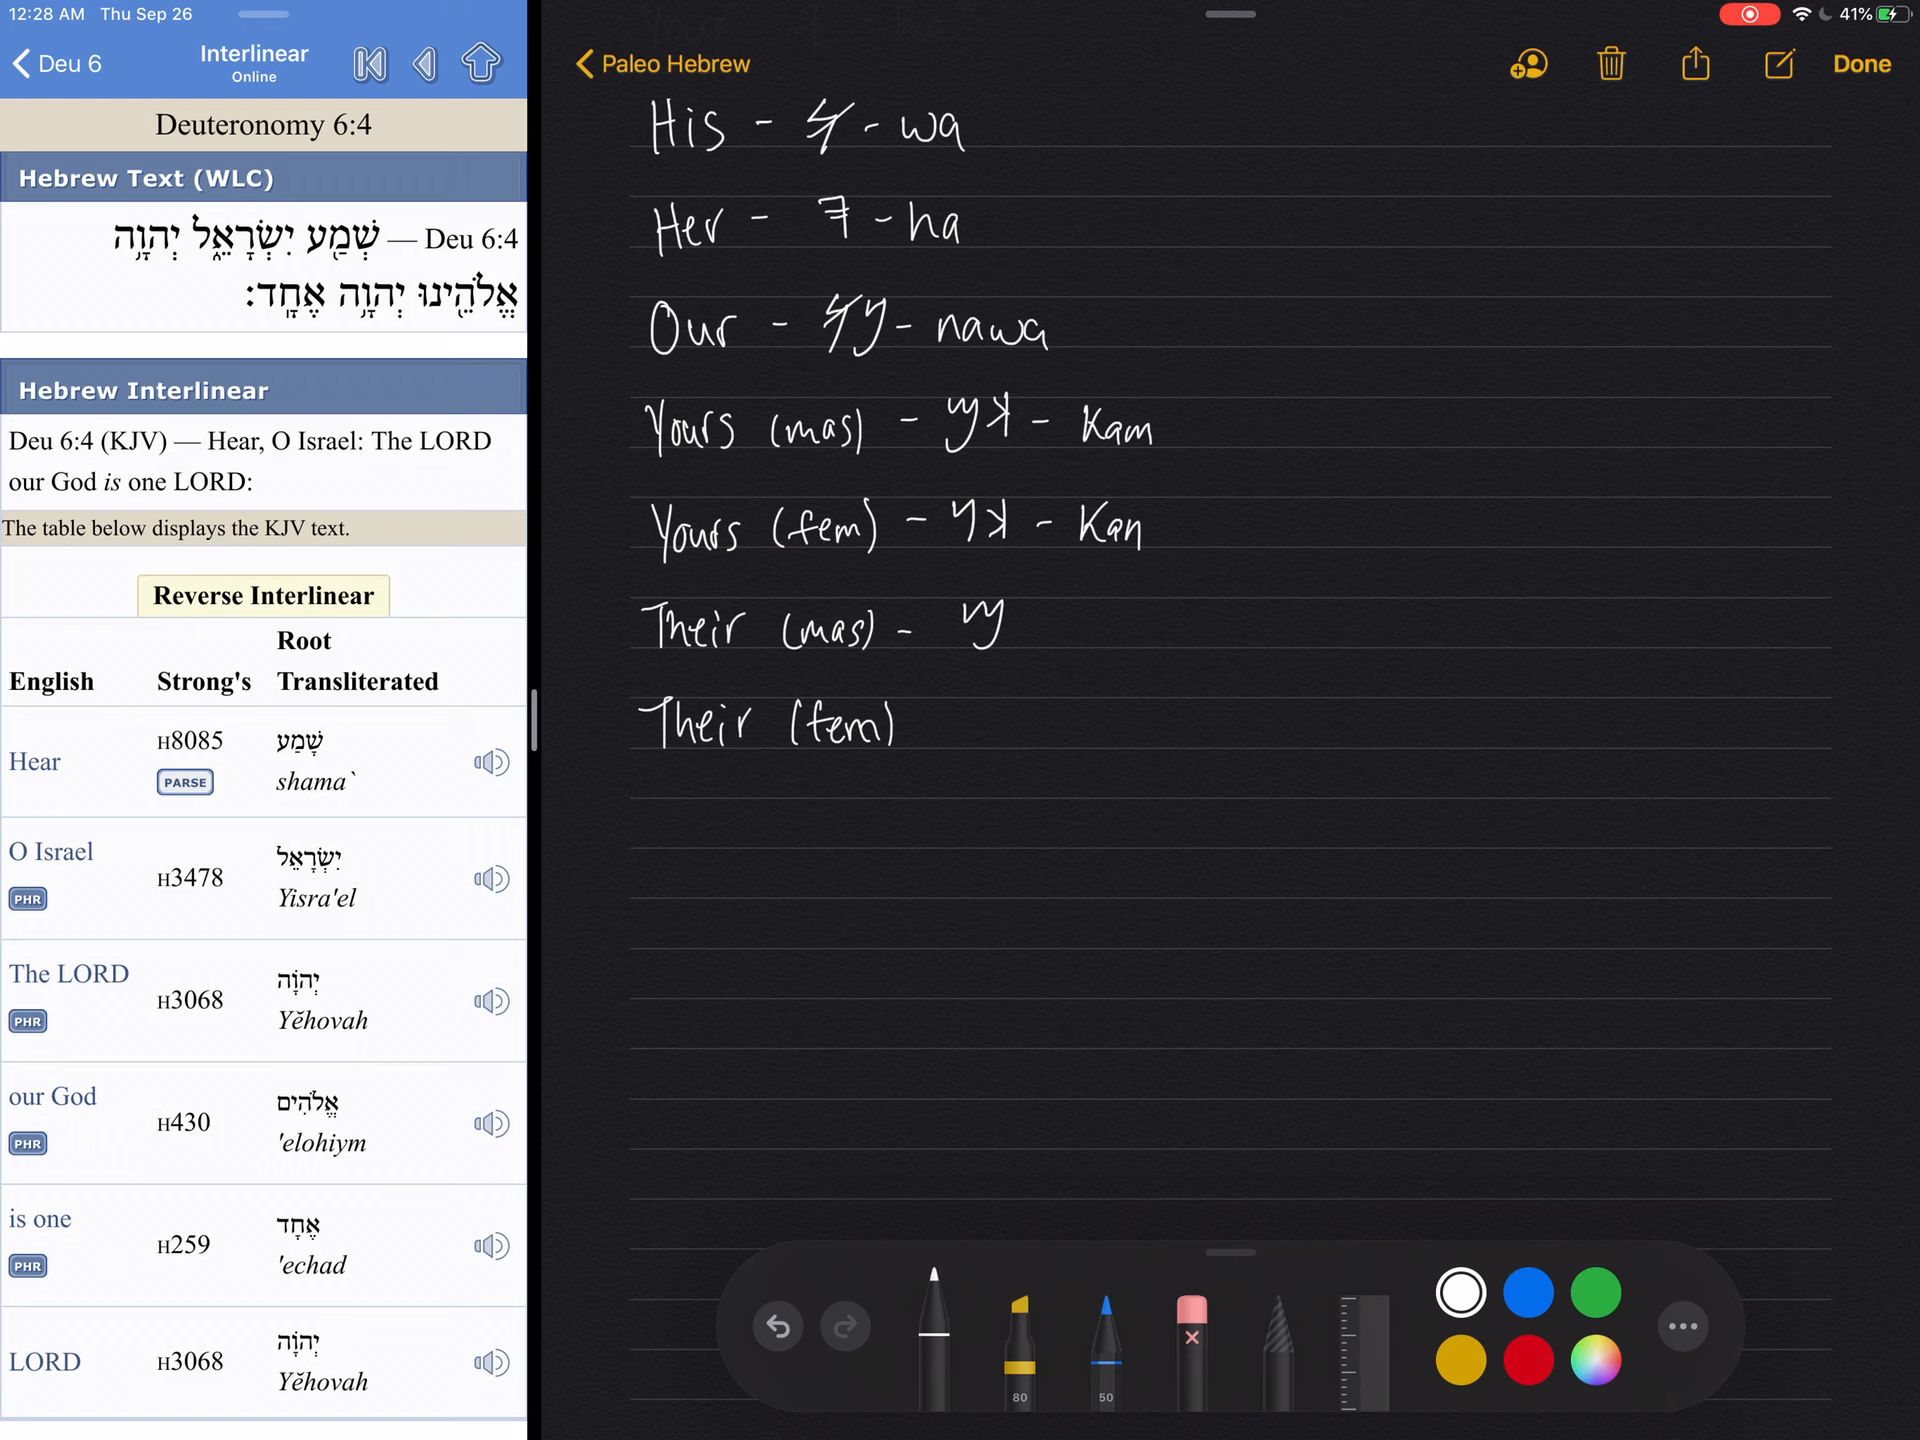 12:28 AM Thu Sep 26
41%
Deu 6
Interlinear
Online
Deuteronomy 6:4
Hebrew Text (WLC)
Deu 6:4 — שְׁמַ֖ע יִשְׂרָאֵ֑ל יְהוָ֥ה
אֱלֹהֵ֖ינוּ יְהוָ֥ה אֶחָֽד׃
Hebrew Interlinear
Deu 6:4 (KJV) — Hear, O Israel: The LORD
our God is one LORD:
The table below displays the KJV text.
Reverse Interlinear
English Strong's Root Transliterated
Hear H8085 שָׁמַע
PARSE shama`
O Israel H3478 יִשְׂרָאֵל
PHR Yisra'el
The LORD H3068 יְהֹוָה
PHR Yĕhovah
our God H430 אֱלֹהִים
PHR 'elohiym
is one H259 אֶחָד
PHR 'echad
LORD H3068 יְהֹוָה
Yĕhovah
Paleo Hebrew
Done
His - 𐤅 - wa
Her - 𐤄 - ha
Our - 𐤍𐤅 - nawa
Yours (mas) - 𐤊𐤌 - Kam
Yours (fem) - 𐤊𐤍 - Kan
Their (mas) - 𐤌
Their (fem)
80
50